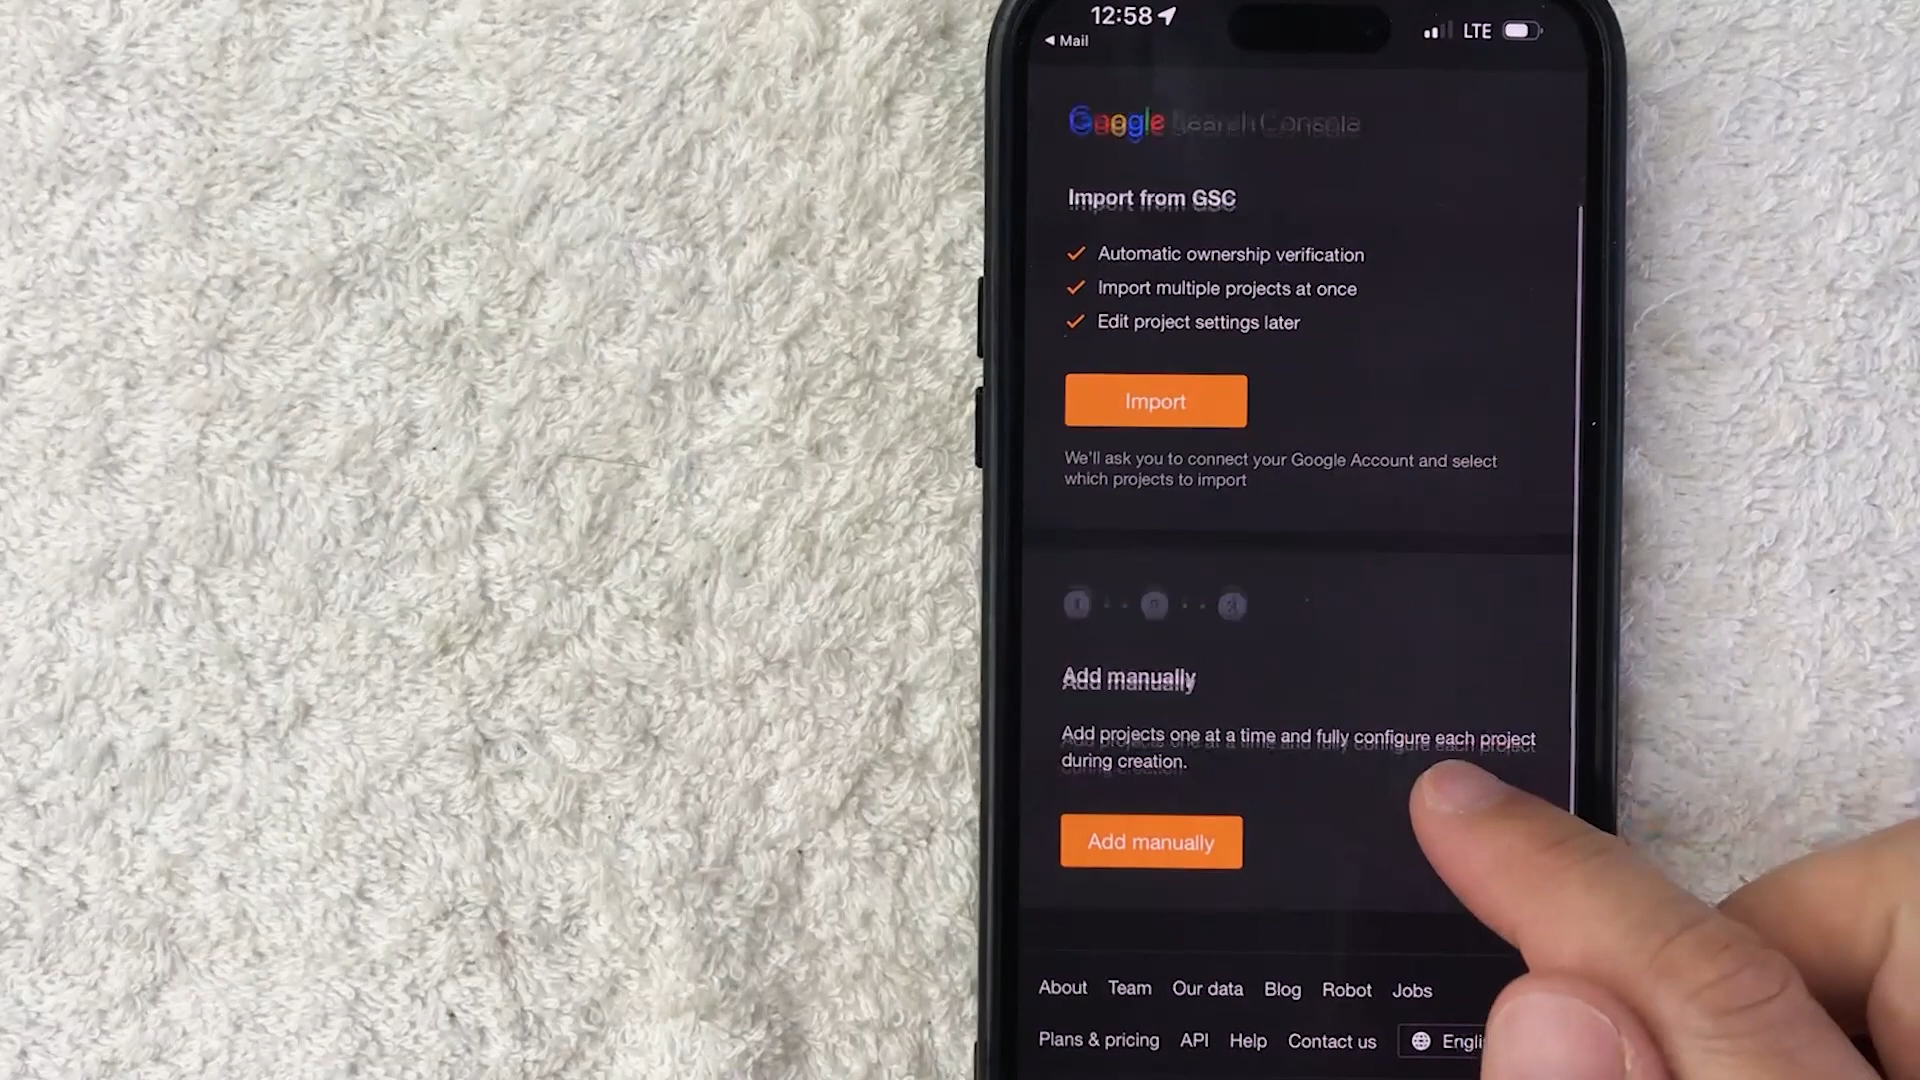 12:58
LTE
Mail
Google Search Console
Import from GSC
Automatic ownership verification
Import multiple projects at once
Edit project settings later
Import
We'll ask you to connect your Google Account and select
which projects to import
Add manually
Add projects one at a time and fully configure each project
during creation.
Add manually
About Team Our data Blog Robot Jobs
Plans & pricing API Help Contact us